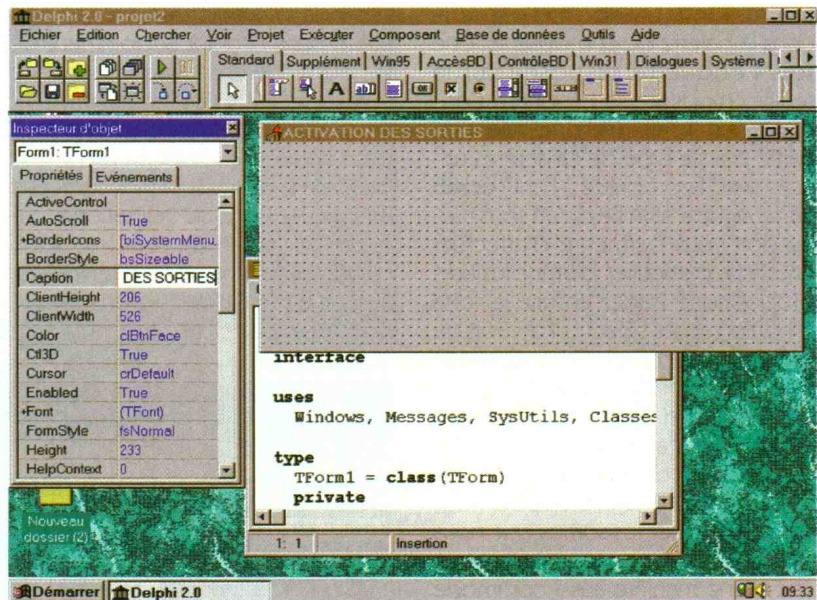 Delphi 2.0 - projet2
Fichier Edition Chercher Voir Projet Exécuter Composant Base de données Outils Aide
Standard Supplément Win95 AccèsBD ContrôleBD Win31 Dialogues Système
A ab OK
Inspecteur d'objet
Form1: TForm1
Propriétés Evénements
ActiveControl
AutoScroll True
+BorderIcons [biSystemMenu,
BorderStyle bsSizeable
Caption DES SORTIES
ClientHeight 206
ClientWidth 526
Color clBtnFace
Ctl3D True
Cursor crDefault
Enabled True
+Font (TFont)
FormStyle fsNormal
Height 233
HelpContext 0
ACTIVATION DES SORTIES
interface
uses
Windows, Messages, SysUtils, Classes
type
TForm1 = class(TForm)
private
1: 1 Insertion
Nouveau
dossier (2)
Démarrer Delphi 2.0 09:33